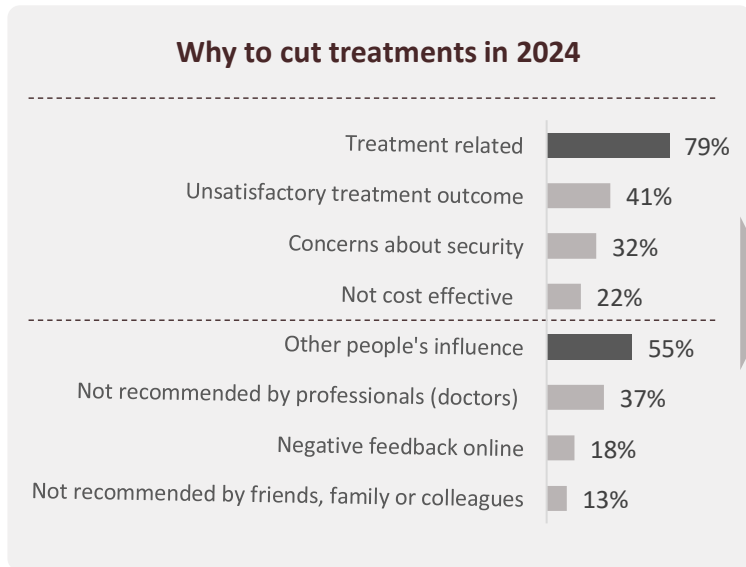 Why to cut treatments in 2024
Treatment related 79%
Unsatisfactory treatment outcome 41%
Concerns about security 32%
Not cost effective 22%
Other people's influence 55%
Not recommended by professionals (doctors) 37%
Negative feedback online 18%
Not recommended by friends, family or colleagues 13%